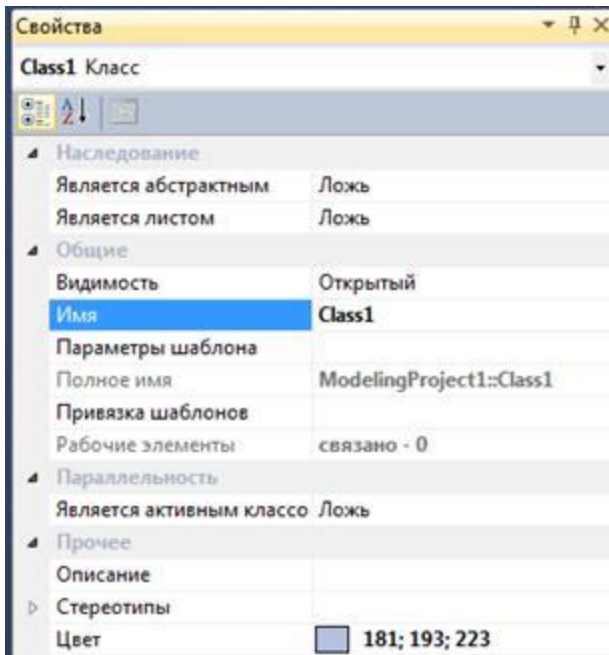 Свойства
Class1 Класс
Наследование
Является абстрактным Ложь
Является листом Ложь
Общие
Видимость Открытый
Имя Class1
Параметры шаблона
Полное имя ModelingProject1::Class1
Привязка шаблонов
Рабочие элементы связано - 0
Параллельность
Является активным классо Ложь
Прочее
Описание
Стереотипы
Цвет 181; 193; 223